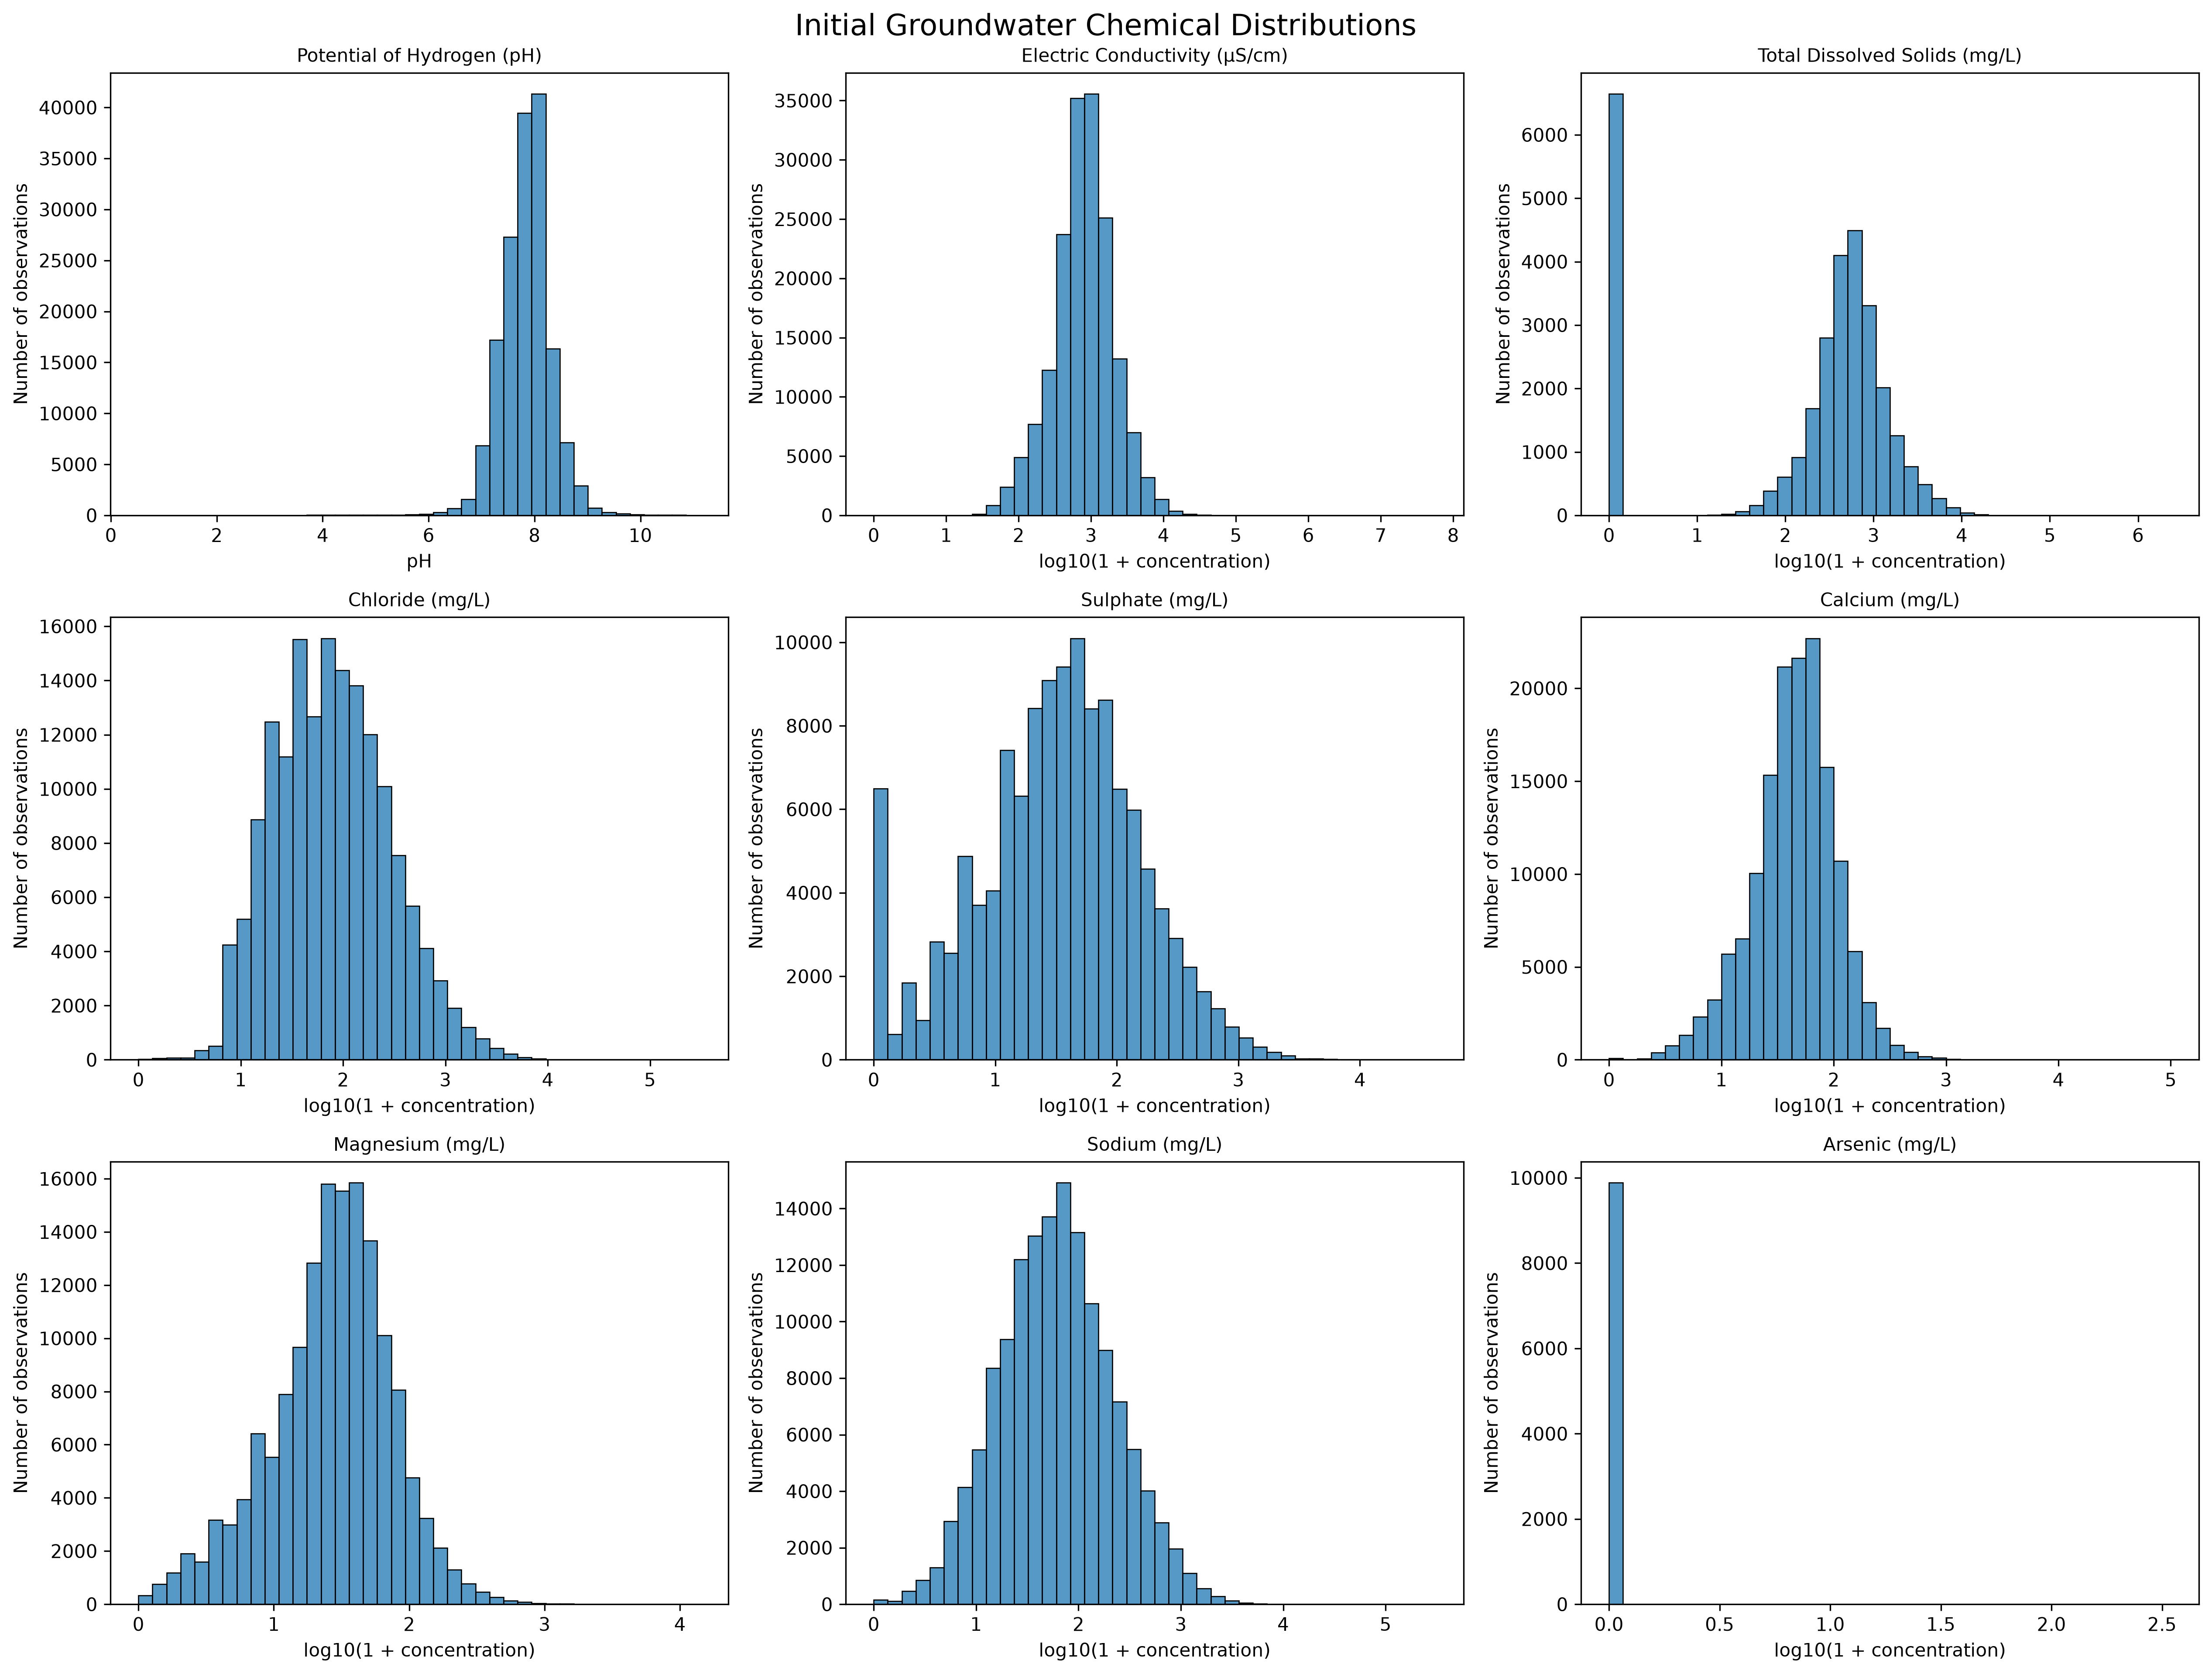 Initial Groundwater Chemical Distributions
Potential of Hydrogen (pH)
Number of observations
40000
35000
30000
25000
20000
15000
10000
5000
0
0 2 4 6 8 10
pH
Electric Conductivity (µS/cm)
Number of observations
35000
30000
25000
20000
15000
10000
5000
0
0 1 2 3 4 5 6 7 8
log10(1 + concentration)
Total Dissolved Solids (mg/L)
Number of observations
6000
5000
4000
3000
2000
1000
0
0 1 2 3 4 5 6
log10(1 + concentration)
Chloride (mg/L)
Number of observations
16000
14000
12000
10000
8000
6000
4000
2000
0
0 1 2 3 4 5
log10(1 + concentration)
Sulphate (mg/L)
Number of observations
10000
8000
6000
4000
2000
0
0 1 2 3 4
log10(1 + concentration)
Calcium (mg/L)
Number of observations
20000
15000
10000
5000
0
0 1 2 3 4 5
log10(1 + concentration)
Magnesium (mg/L)
Number of observations
16000
14000
12000
10000
8000
6000
4000
2000
0
0 1 2 3 4
log10(1 + concentration)
Sodium (mg/L)
Number of observations
14000
12000
10000
8000
6000
4000
2000
0
0 1 2 3 4 5
log10(1 + concentration)
Arsenic (mg/L)
Number of observations
10000
8000
6000
4000
2000
0
0.0 0.5 1.0 1.5 2.0 2.5
log10(1 + concentration)